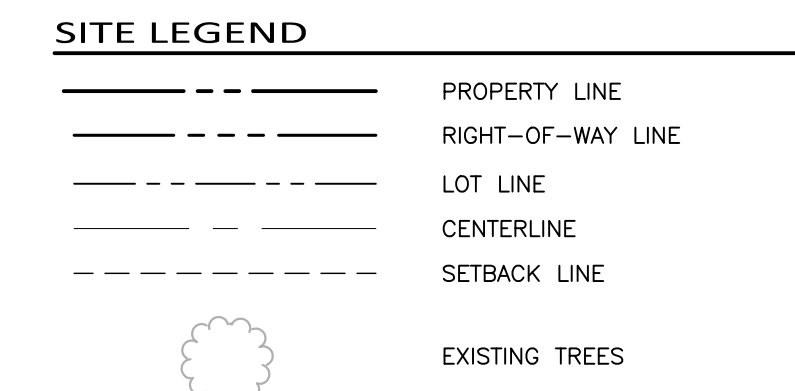 SITE LEGEND
PROPERTY LINE
RIGHT-OF-WAY LINE
LOT LINE
CENTERLINE
SETBACK LINE
EXISTING TREES